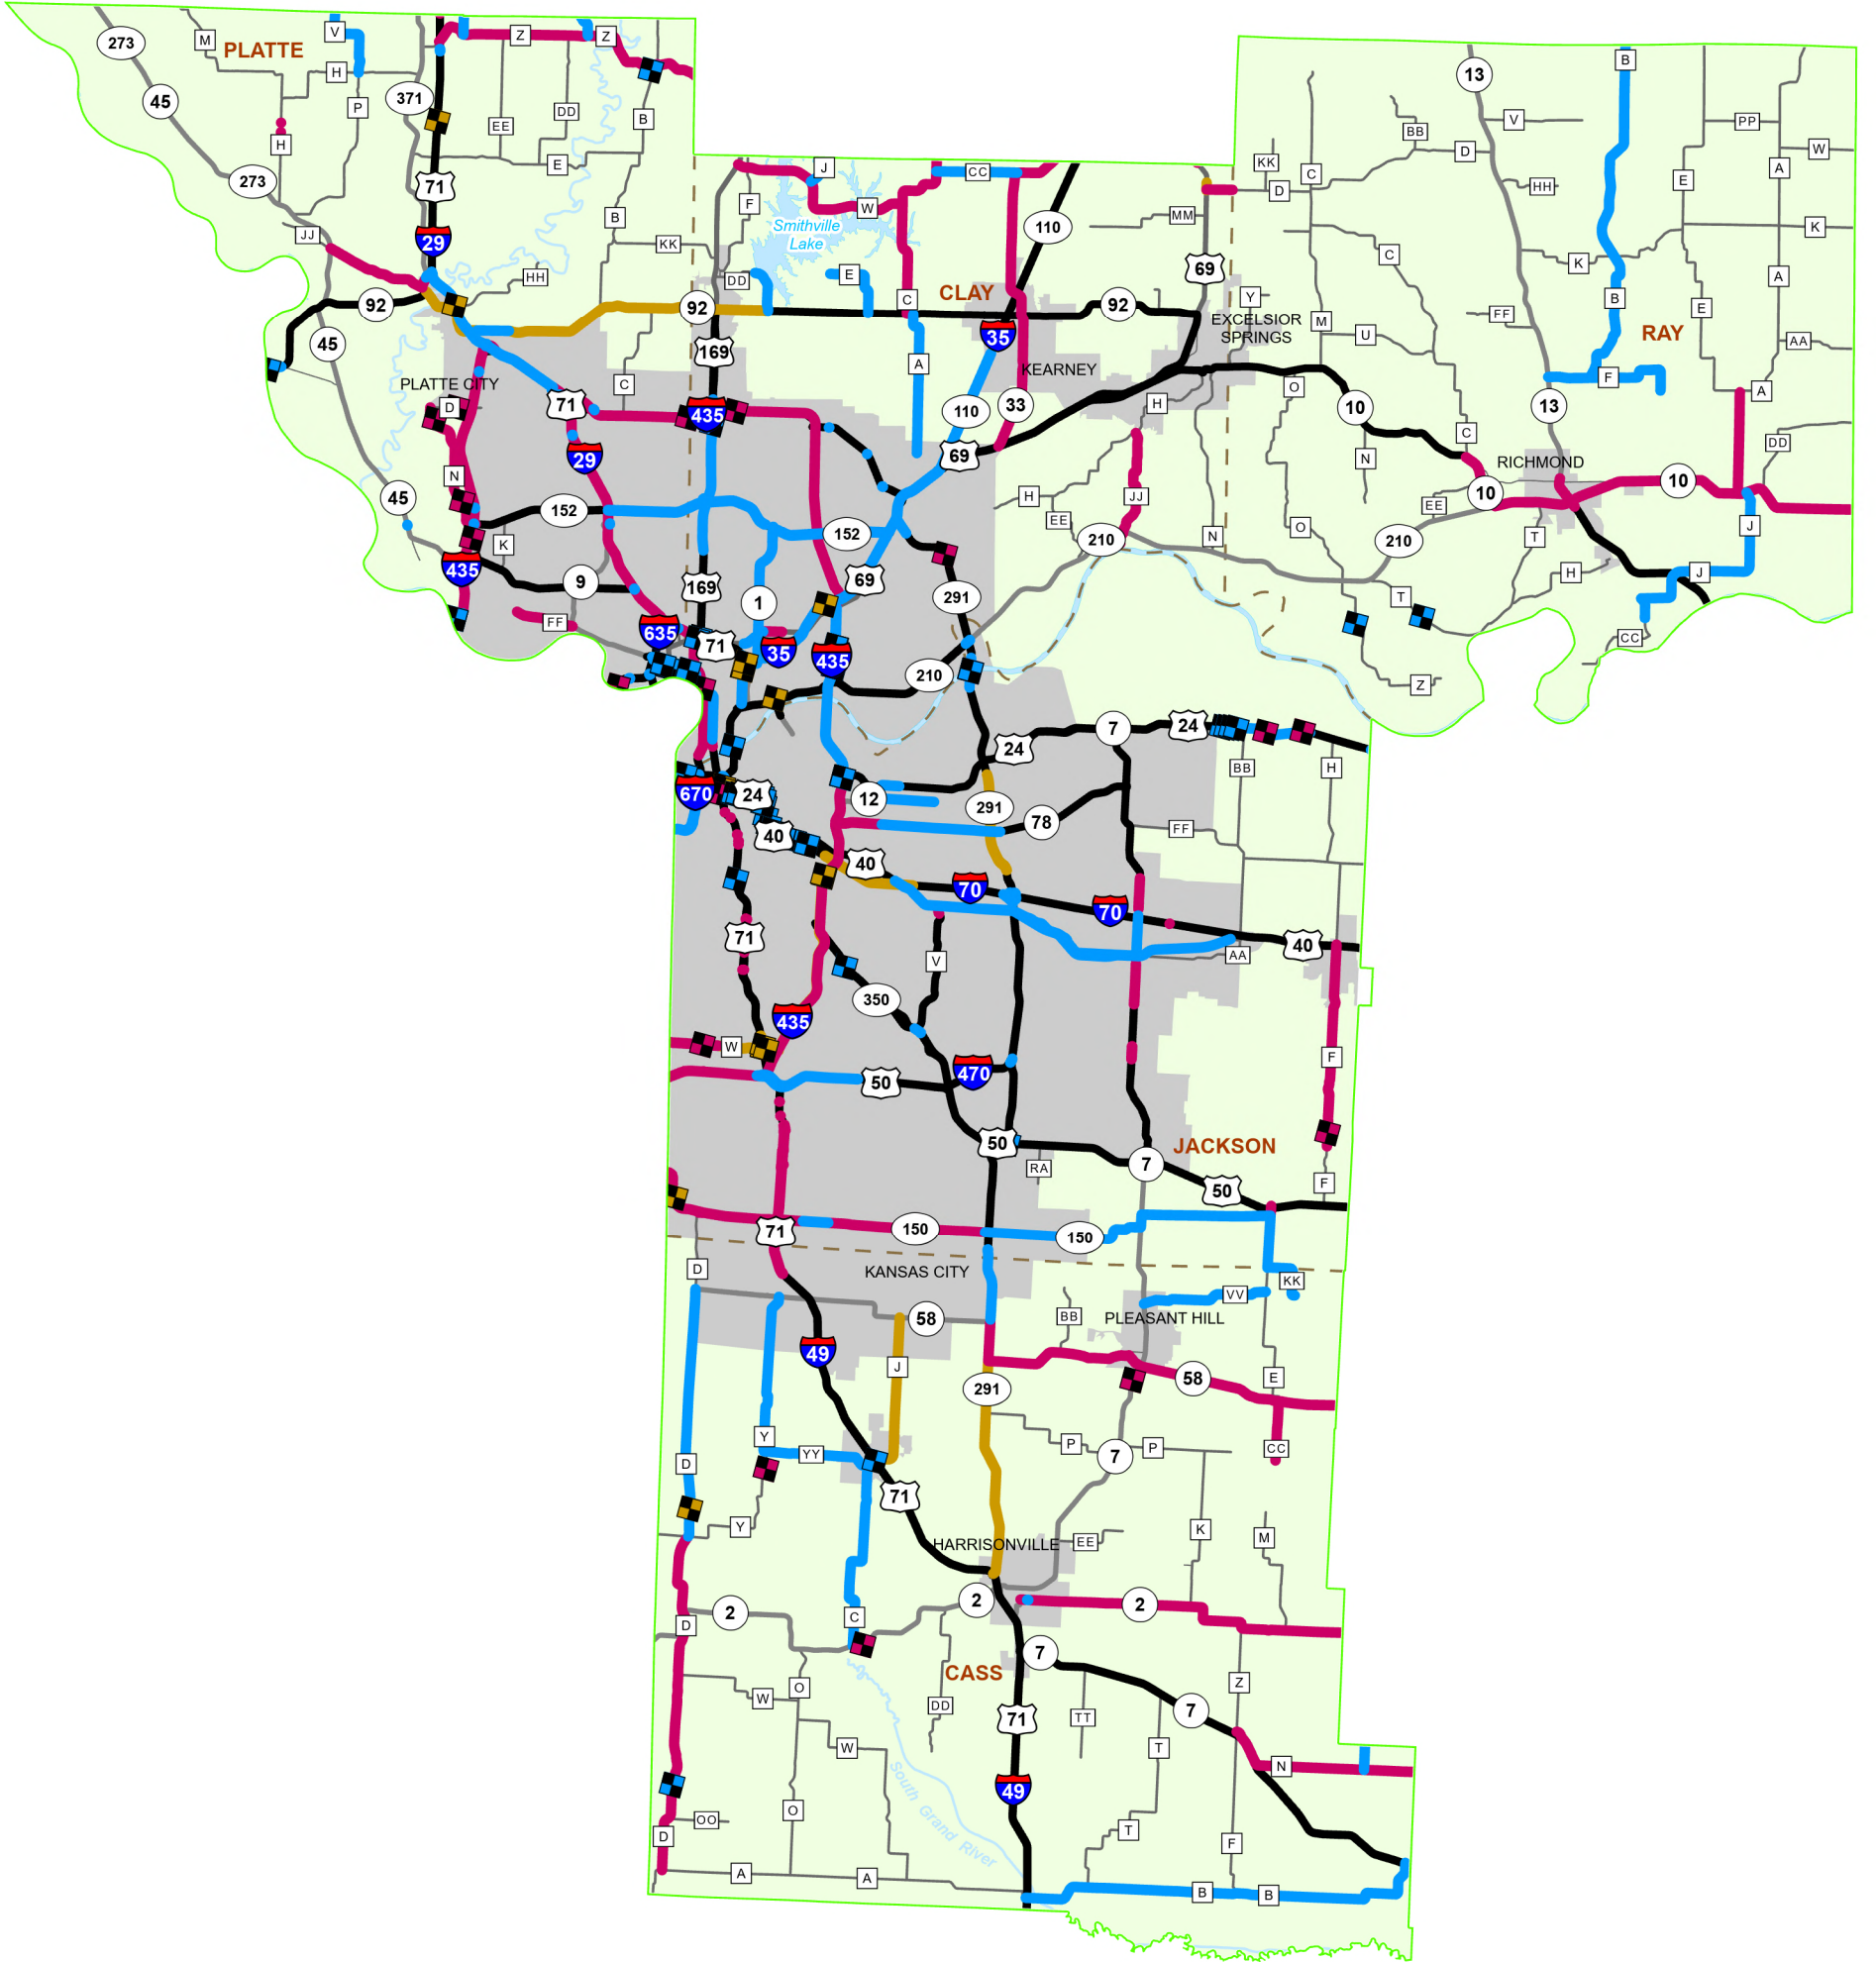 273
M
PLATTE
V
Z
Z
H
45
P
371
EE
DD
B
H
E
273
71
B
JJ
29
KK
HH
92
45
D
PLATTE CITY
C
71
N
29
45
152
K
435
9
FF
635
J
F
W
CC
Smithville
Lake
110
MM
KK
D
DD
E
C
CLAY
92
92
169
69
Y
EXCELSIOR
SPRINGS
35
KEARNEY
A
435
110
33
H
69
H
JJ
EE
210
N
152
169
1
69
291
71
35
435
210
13
B
BB
V
D
C
HH
PP
W
A
E
K
C
K
A
B
E
M
U
FF
RAY
AA
F
A
O
10
13
C
N
RICHMOND
DD
10
10
EE
O
210
T
J
H
J
T
CC
Z
24
7
24
BB
H
670
24
12
291
78
40
FF
40
70
70
71
40
AA
V
350
435
W
F
470
50
50
JACKSON
RA
7
50
F
71
150
150
KANSAS CITY
D
KK
VV
BB
PLEASANT HILL
58
49
J
58
E
291
Y
YY
P
P
7
CC
D
71
Y
HARRISONVILLE
EE
K
M
2
2
2
C
D
7
CASS
O
W
DD
Z
71
TT
7
W
T
N
49
South Grand River
O
OO
T
F
D
A
A
B
B